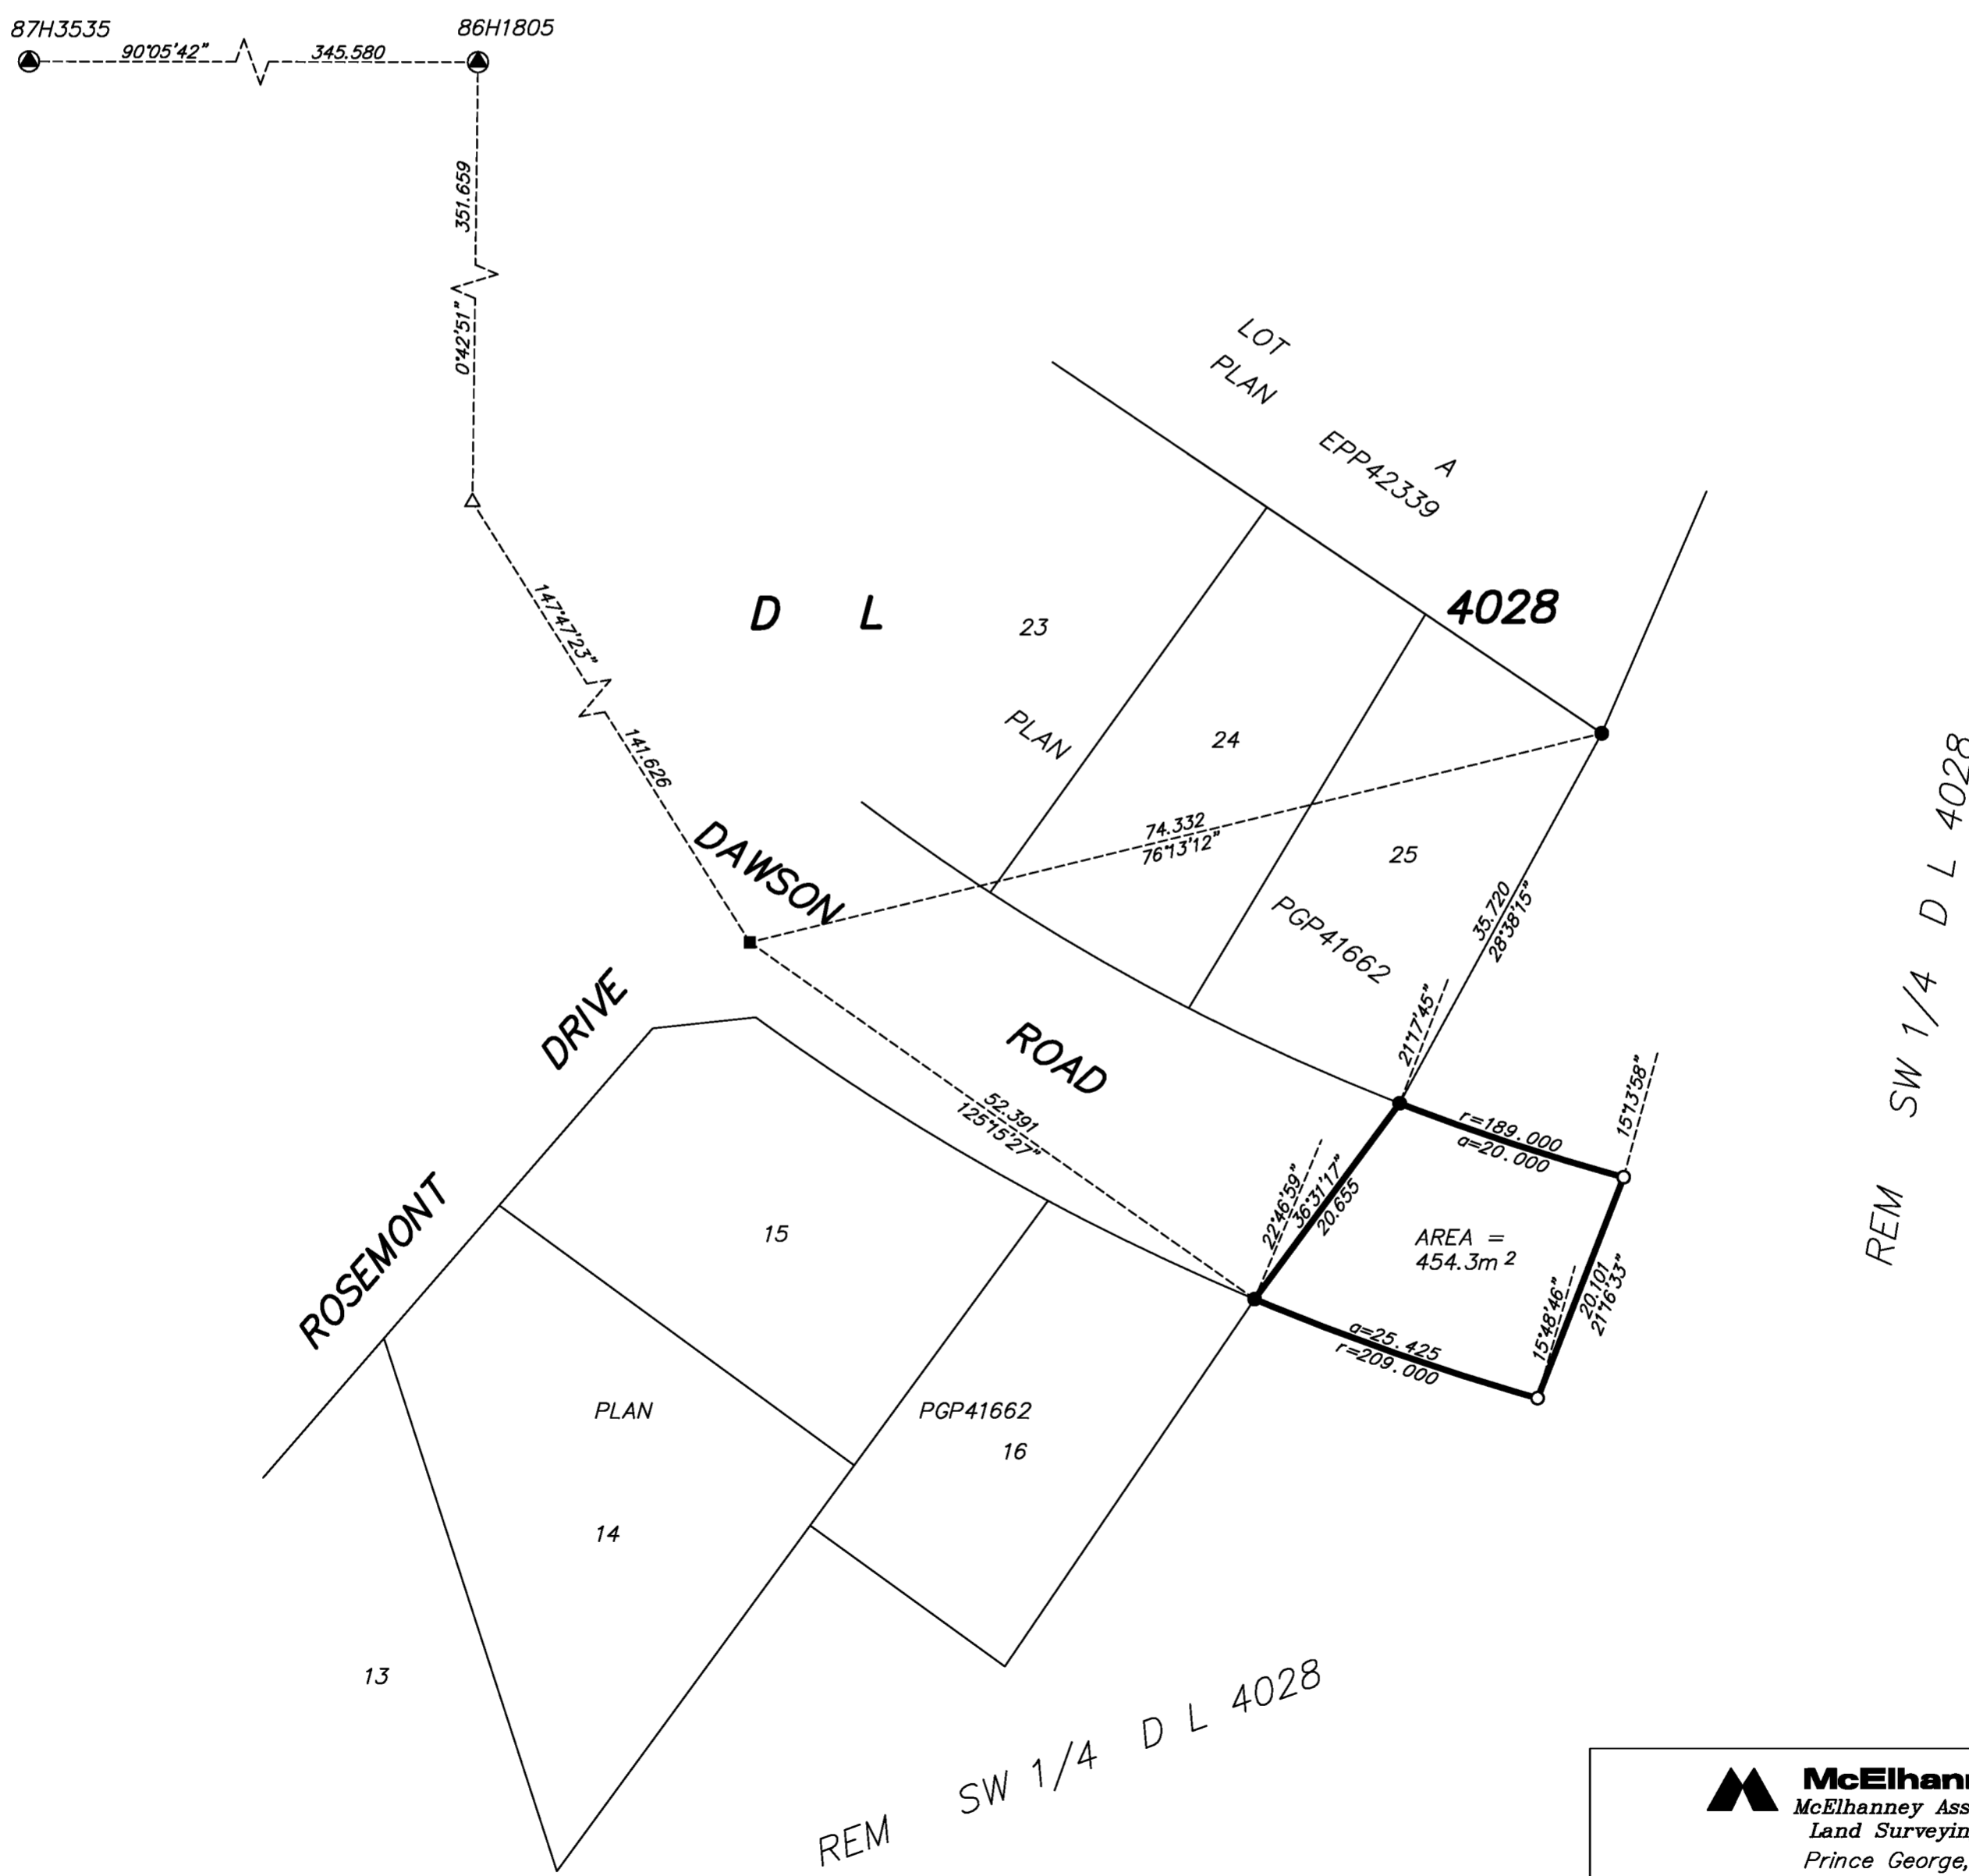 87H3535
86H1805
90°05'42"
345.580
351.659
0°42'51"
LOT
PLAN
A
EPP42339
147°47'23"
141.626
D L
4028
23
PLAN
24
74.332
76°13'12"
25
PGP41662
35.720
28°38'15"
REM SW 1/4 D L 4028
DAWSON
ROAD
DRIVE
ROSEMONT
52.391
125°15'27"
21°17'45"
15°13'58"
r=189.000
a=20.000
22°46'59"
36°31'17"
20.655
AREA =
454.3m2
15°48'46"
20.101
21°16'33"
a=25.425
r=209.000
15
PLAN
PGP41662
16
14
13
REM SW 1/4 D L 4028
McElhann
McElhanney Ass
Land Surveyin
Prince George,